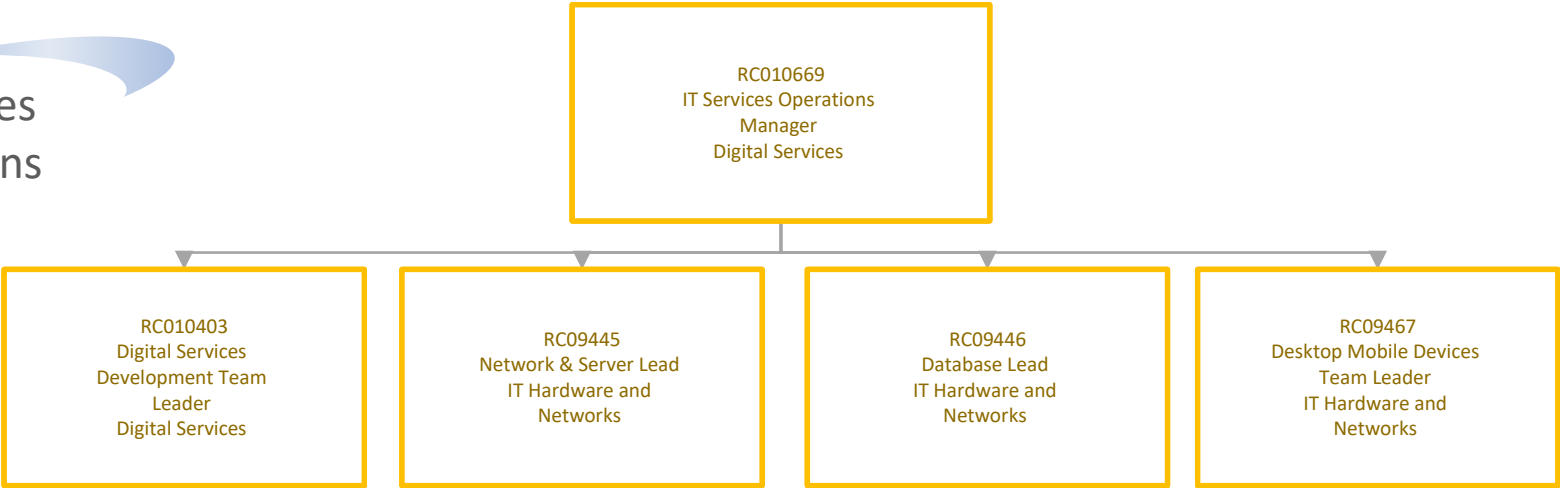 es
ns
RC010669
IT Services Operations
Manager
Digital Services
RC010403
Digital Services
Development Team
Leader
Digital Services
RC09445
Network & Server Lead
IT Hardware and
Networks
RC09446
Database Lead
IT Hardware and
Networks
RC09467
Desktop Mobile Devices
Team Leader
IT Hardware and
Networks